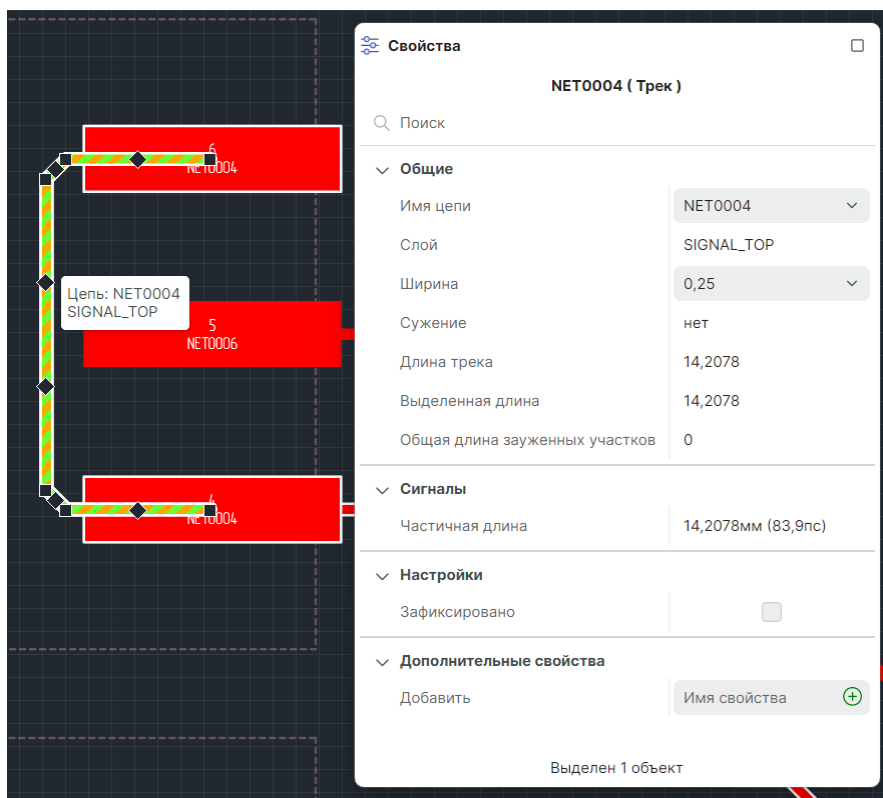 6
NET0004
Цепь: NET0004
SIGNAL_TOP
5
NET0006
4
NET0004
Свойства
NET0004 ( Трек )
Поиск
Общие
Имя цепи NET0004
Слой SIGNAL_TOP
Ширина 0,25
Сужение нет
Длина трека 14,2078
Выделенная длина 14,2078
Общая длина зауженных участков 0
Сигналы
Частичная длина 14,2078мм (83,9пс)
Настройки
Зафиксировано
Дополнительные свойства
Добавить Имя свойства
Выделен 1 объект